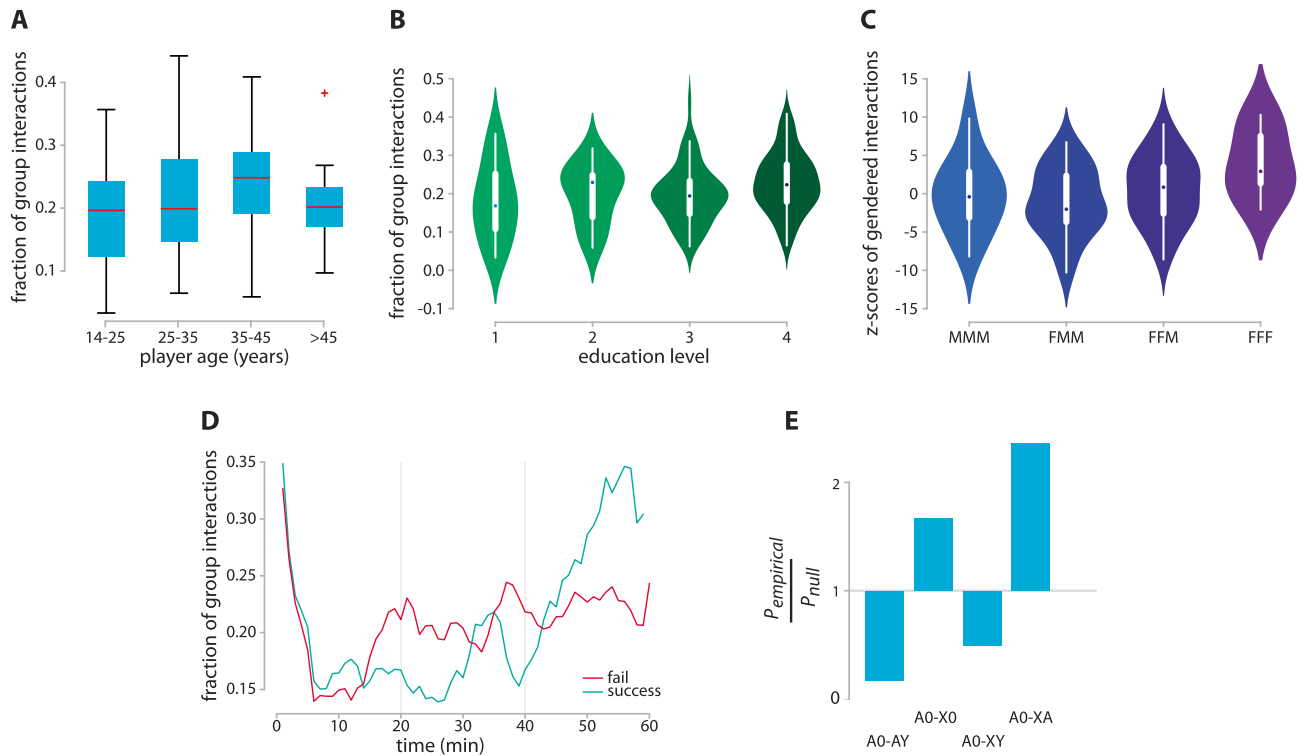 A
fraction of group interactions
0.4
0.3
0.2
0.1
14-25 25-35 35-45 >45
player age (years)
B
fraction of group interactions
0.5
0.4
0.3
0.2
0.1
0.0
-0.1
1 2 3 4
education level
C
z-scores of gendered interactions
15
10
5
0
-5
-10
-15
MMM FMM FFM FFF
D
fraction of group interactions
0.35
0.30
0.25
0.20
0.15
fail
success
0 10 20 30 40 50 60
time (min)
E
P empirical
P null
2
1
0
A0-X0 A0-XA
A0-AY A0-XY